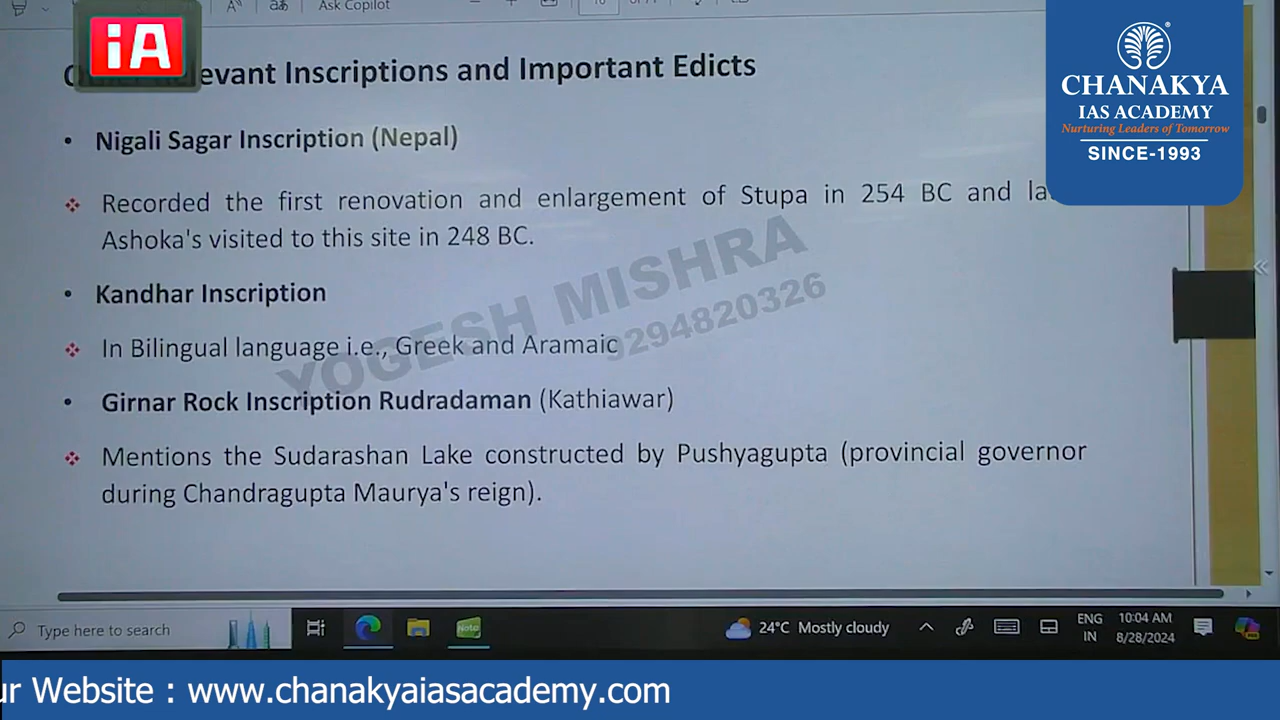 Ask Copilot
iA
evant Inscriptions and Important Edicts
• Nigali Sagar Inscription (Nepal)
Recorded the first renovation and enlargement of Stupa in 254 BC and
Ashoka's visited to this site in 248 BC.
• Kandhar Inscription
In Bilingual language i.e., Greek and Aramaic
• Girnar Rock Inscription Rudradaman (Kathiawar)
Mentions the Sudarashan Lake constructed by Pushyagupta (provincial governor
during Chandragupta Maurya's reign).
YOGESH MISHRA
9294820326
CHANAKYA
IAS ACADEMY
Nurturing Leaders of Tomorrow
SINCE-1993
Type here to search
Note
24°C Mostly cloudy
ENG
IN
10:04 AM
8/28/2024
ur Website : www.chanakyaiasacademy.com